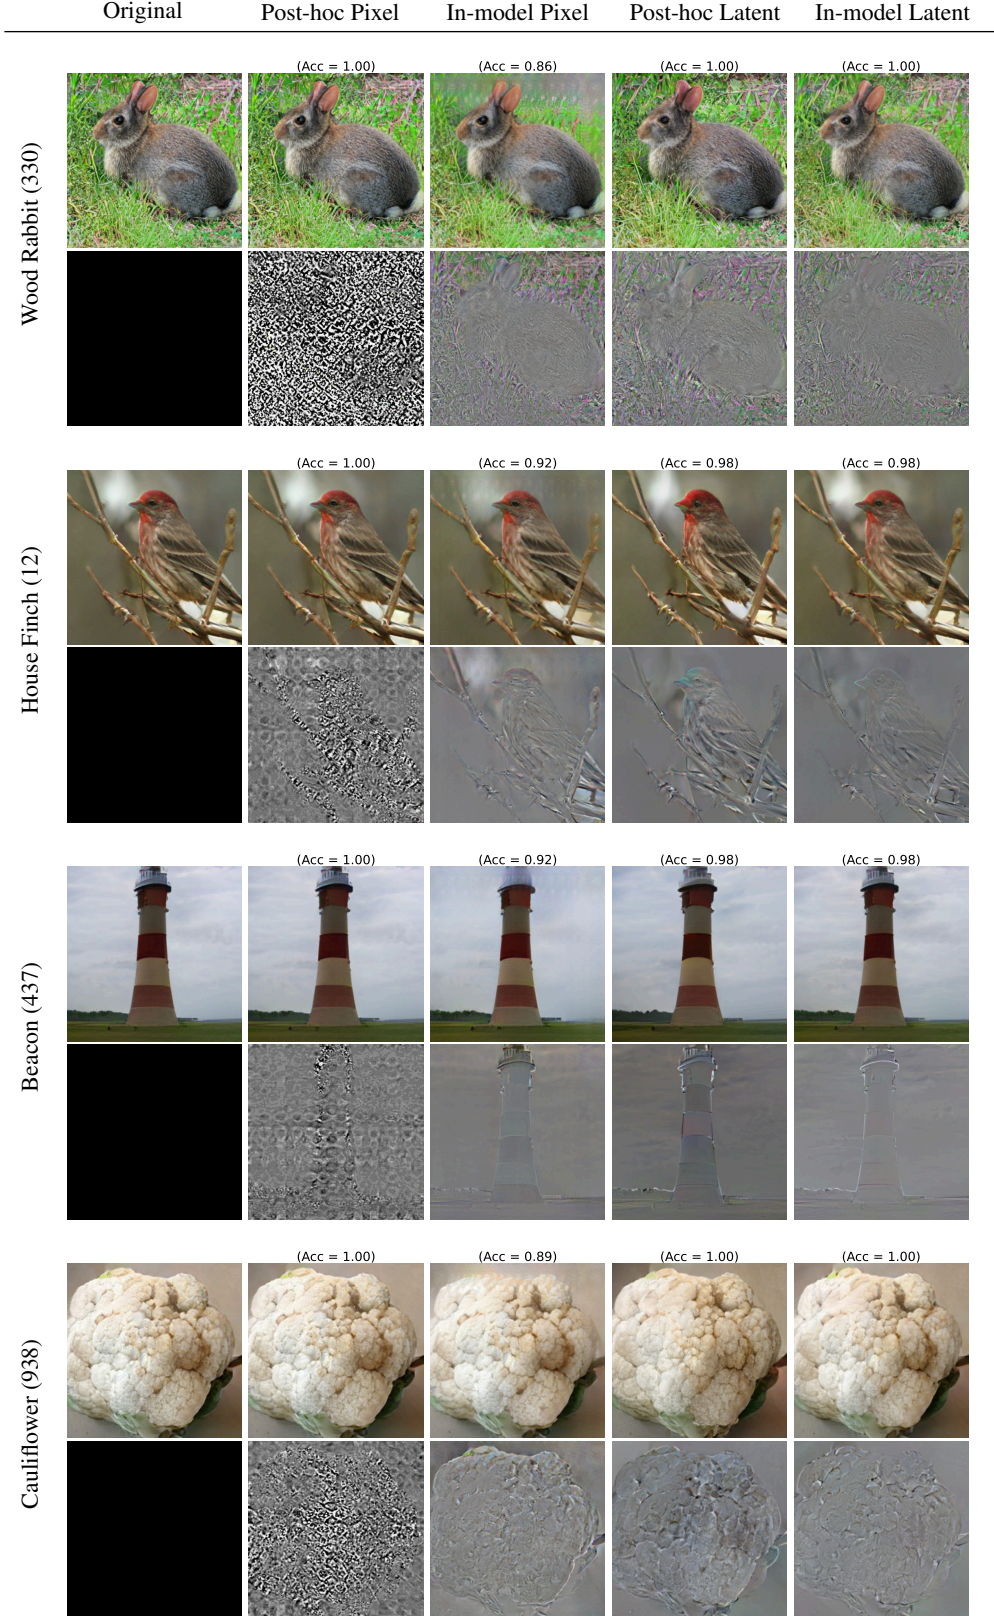 Original Post-hoc Pixel In-model Pixel Post-hoc Latent In-model Latent
Wood Rabbit (330)
(Acc = 1.00) (Acc = 0.86) (Acc = 1.00) (Acc = 1.00)
House Finch (12)
(Acc = 1.00) (Acc = 0.92) (Acc = 0.98) (Acc = 0.98)
Beacon (437)
(Acc = 1.00) (Acc = 0.92) (Acc = 0.98) (Acc = 0.98)
Cauliflower (938)
(Acc = 1.00) (Acc = 0.89) (Acc = 1.00) (Acc = 1.00)